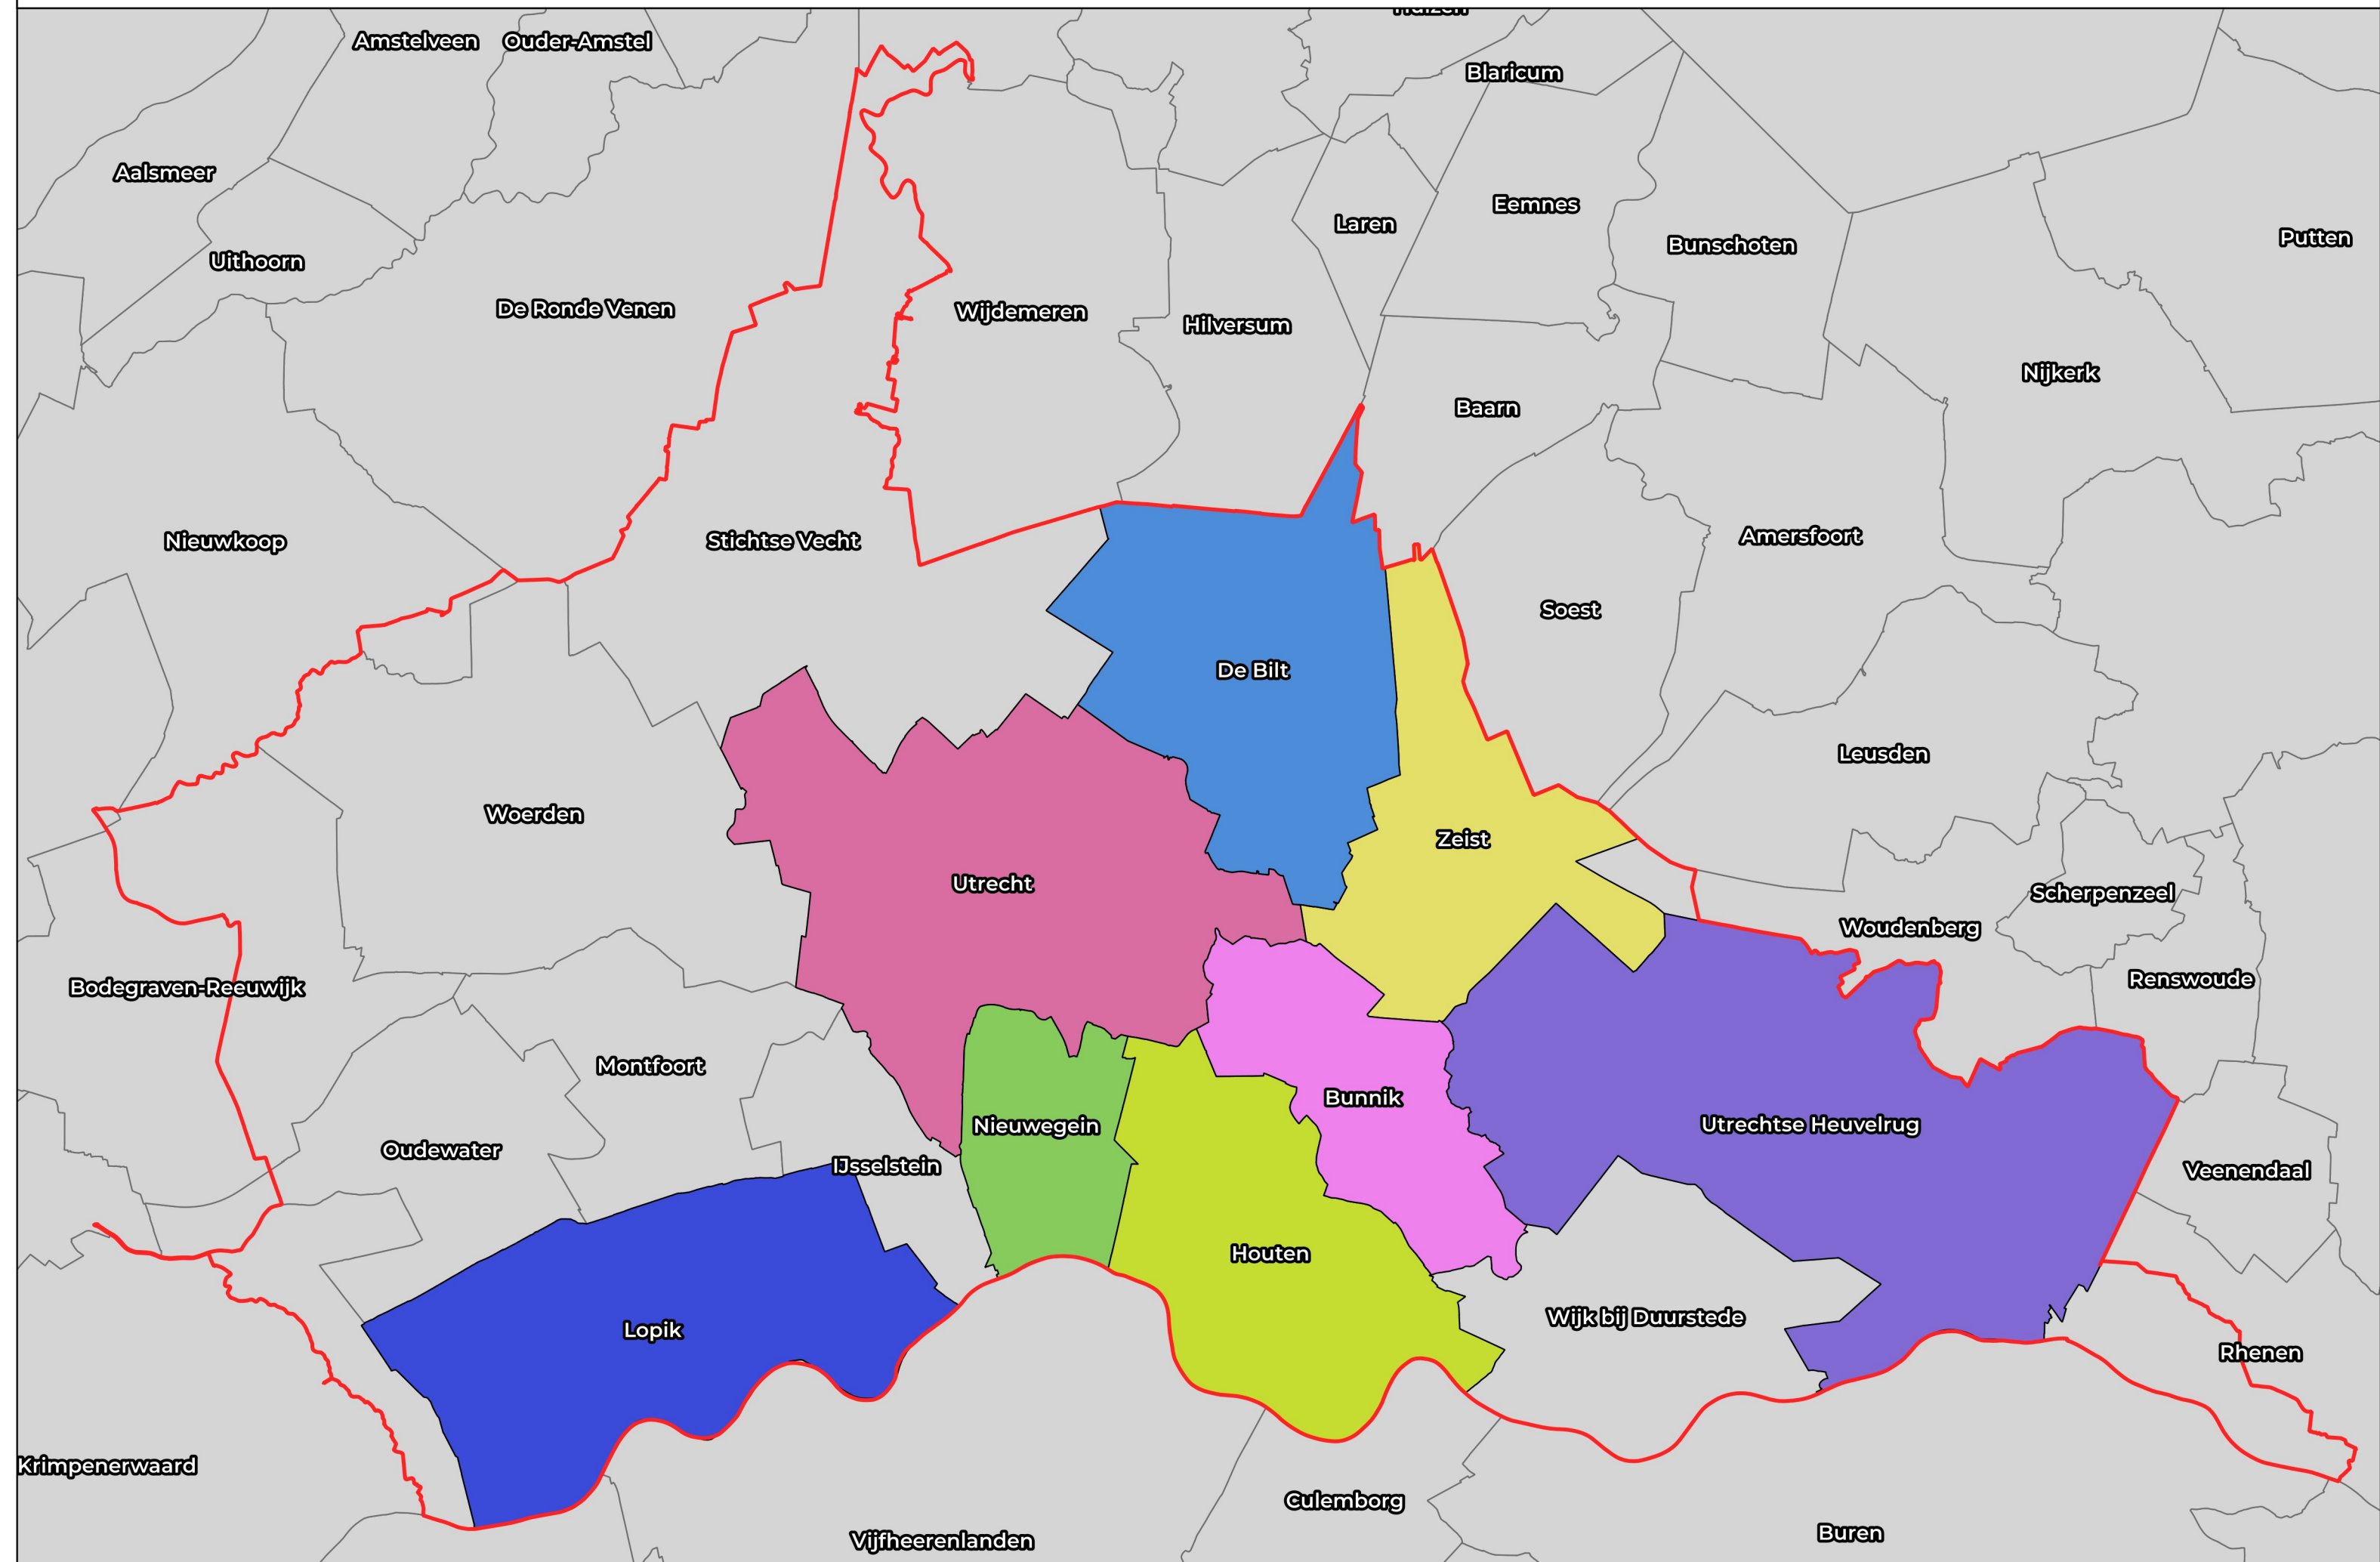 Huizen
Amstelveen
Ouder-Amstel
Blaricum
Aalsmeer
Eemnes
Laren
Putten
Bunschoten
Uithoorn
De Ronde Venen
Wijdemeren
Hilversum
Nijkerk
Baarn
Nieuwkoop
Stichtse Vecht
Amersfoort
Soest
De Bilt
Leusden
Woerden
Zeist
Utrecht
Scherpenzeel
Woudenberg
Renswoude
Bodegraven-Reeuwijk
Montfoort
Bunnik
Nieuwegein
Utrechtse Heuvelrug
Oudewater
IJsselstein
Veenendaal
Houten
Wijk bij Duurstede
Lopik
Rhenen
Krimpenerwaard
Culemborg
Buren
Vijfheerenlanden